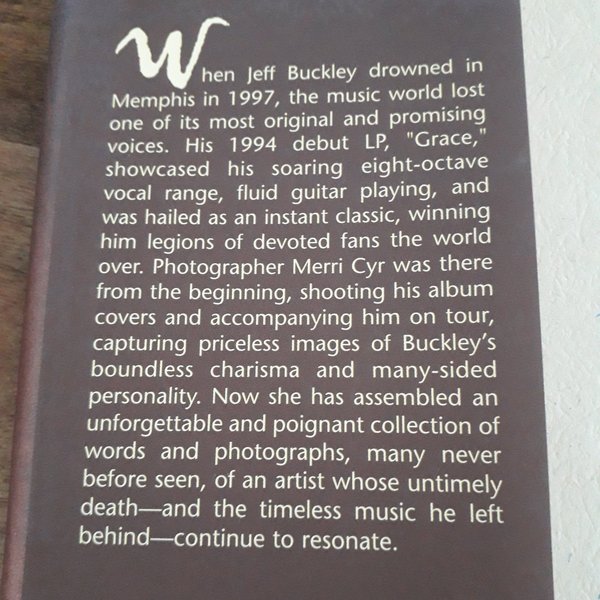 When Jeff Buckley drowned in
Memphis in 1997, the music world lost
one of its most original and promising
voices. His 1994 debut LP, "Grace,"
showcased his soaring eight-octave
vocal range, fluid guitar playing, and
was hailed as an instant classic, winning
him legions of devoted fans the world
over. Photographer Merri Cyr was there
from the beginning, shooting his album
covers and accompanying him on tour,
capturing priceless images of Buckley's
boundless charisma and many-sided
personality. Now she has assembled an
unforgettable and poignant collection of
words and photographs, many never
before seen, of an artist whose untimely
death—and the timeless music he left
behind—continue to resonate.